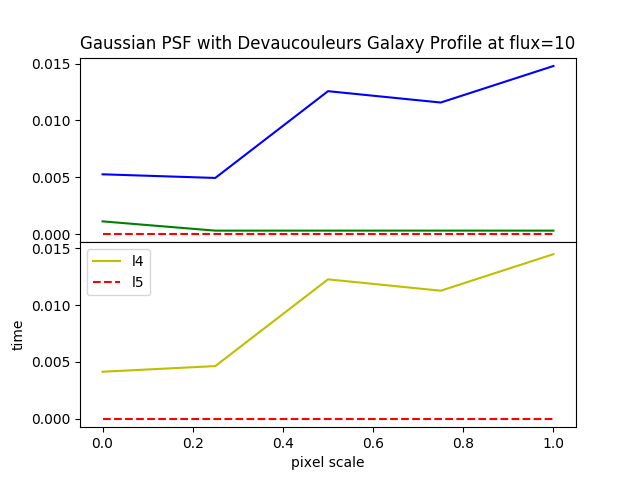 Gaussian PSF with Devaucouleurs Galaxy Profile at flux=10
0.015
0.010
0.005
0.000
0.015
0.010
0.005
0.000
time
l4
l5
0.0 0.2 0.4 0.6 0.8 1.0
pixel scale